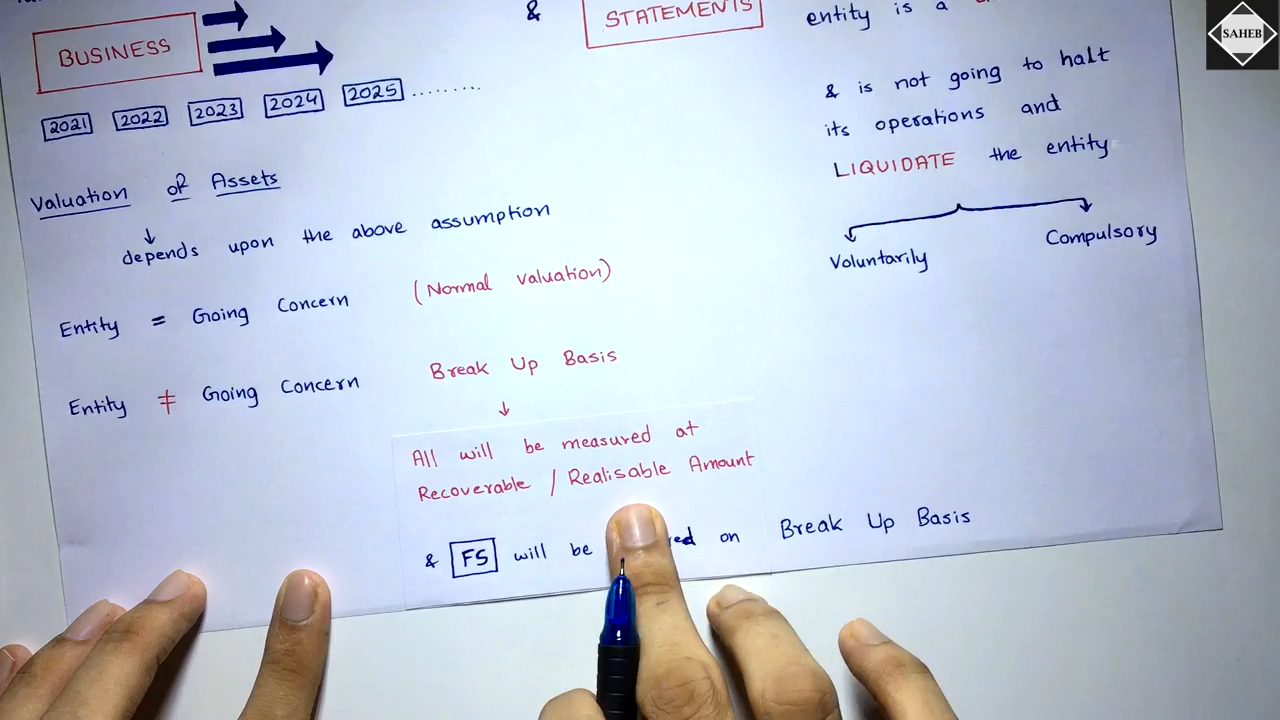 BUSINESS
2021 2022 2023 2024 2025 .........
Valuation of Assets
depends upon the above assumption
Entity = Going Concern (Normal valuation)
Entity ≠ Going Concern Break Up Basis
All will be measured at
Recoverable / Realisable Amount
& FS will be red on Break Up Basis
&
STATEMENTS
entity is a
& is not going to halt
its operations and
LIQUIDATE the entity
Voluntarily Compulsory
SAHEB